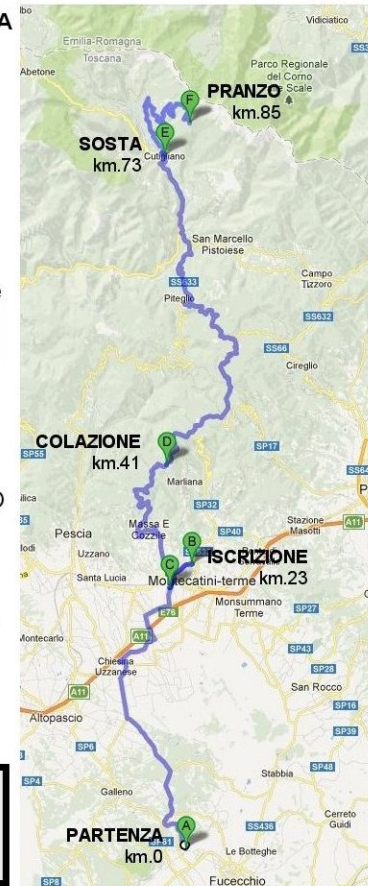 A
lbo
Vidiciatico
Emilia-Romagna
Toscana
Abetone
Parco Regionale
del Corno
Scale
F
PRANZO
km.85
SOSTA
km.73
E
Cutigliano
San Marcello
Pistoiese
Campo
Tizzoro
SS633
Piteglio
SS632
SS66
Cireglio
COLAZIONE
km.41
D
SP55
SP17
SS64
Marliana
SP32
Pescia
Massa E
Cozzile
B
SP40
Stazione
Masotti
A11
Uzzano
ISCRIZIONE
km.23
C
Santa Lucia
Montecatini-terme
E76
Monsummano
Terme
SP27
Montecarlo
A11
SP43
Chiesina
Uzzanese
SP28
A11
San Rocco
Altopascio
SP16
SP6
SP39
SP4
SP48
Stabbia
Galleno
Cerreto
Guidi
PARTENZA
km.0
A
SS436
Le Botteghe
SP8
Fucecchio